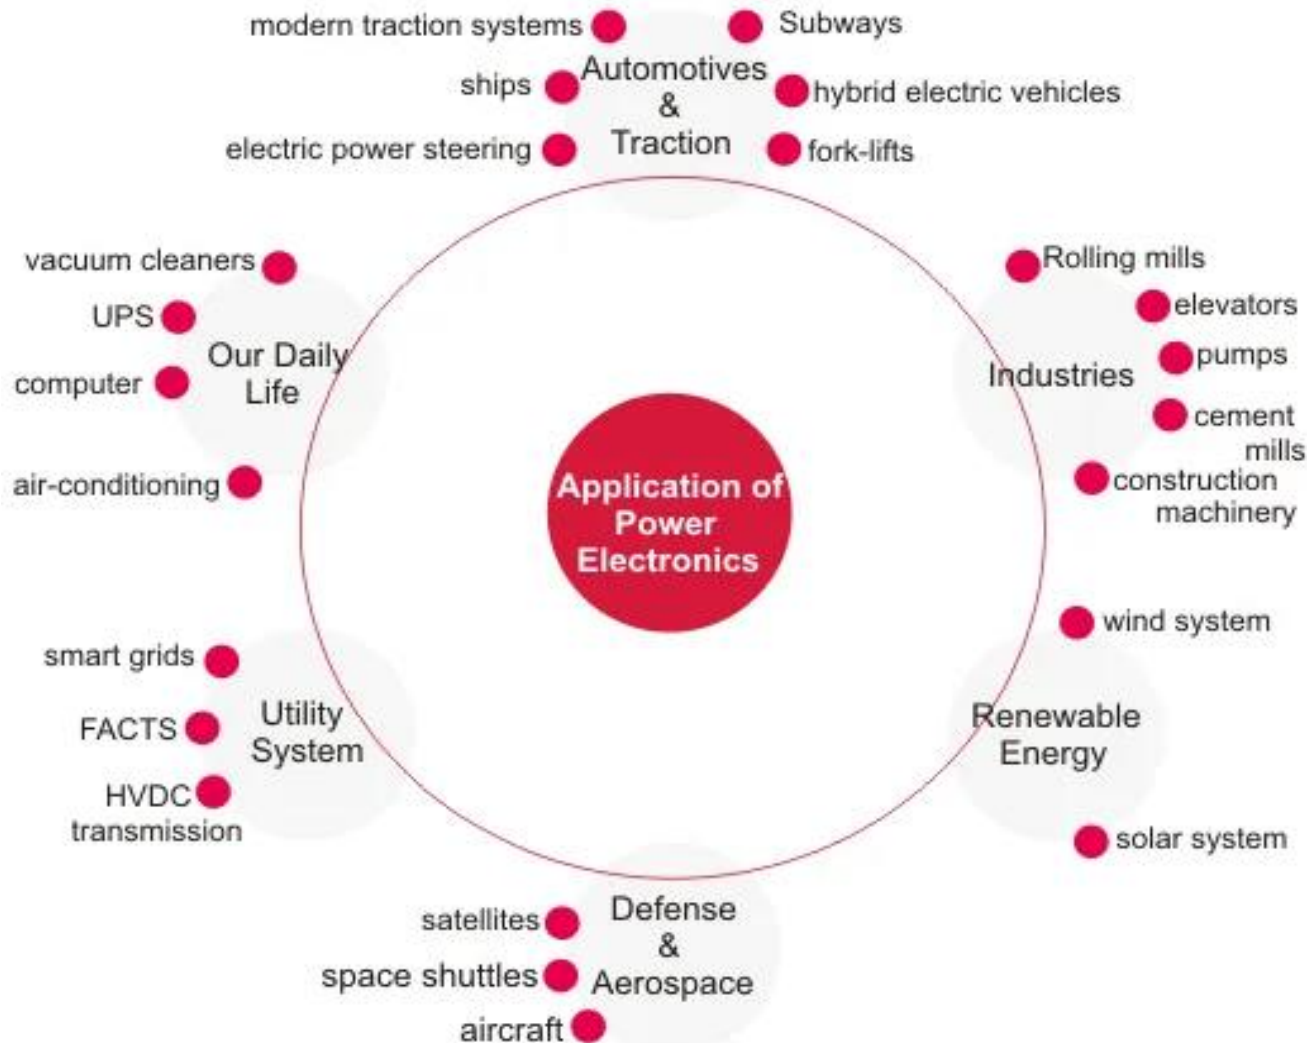 modern traction systems
Subways
ships
Automotives
&
Traction
hybrid electric vehicles
electric power steering
fork-lifts
vacuum cleaners
UPS
Our Daily
Life
computer
air-conditioning
Rolling mills
elevators
Industries
pumps
cement
mills
construction
machinery
Application of
Power
Electronics
smart grids
Utility
System
FACTS
HVDC
transmission
wind system
Renewable
Energy
solar system
satellites
Defense
&
Aerospace
space shuttles
aircraft